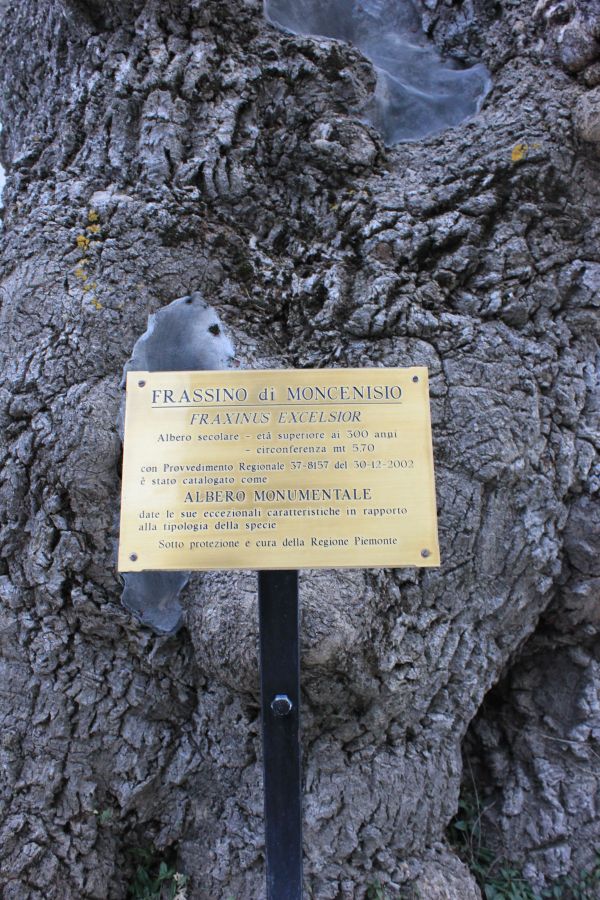 FRASSINO di MONCENISIO
FRAXINUS EXCELSIOR
Albero secolare - età superiore ai 300 anni
- circonferenza mt 5.70
con Provvedimento Regionale 37-8157 del 30-12-2002
è stato catalogato come
ALBERO MONUMENTALE
date le sue eccezionali caratteristiche in rapporto
alla tipologia della specie
Sotto protezione e cura della Regione Piemonte